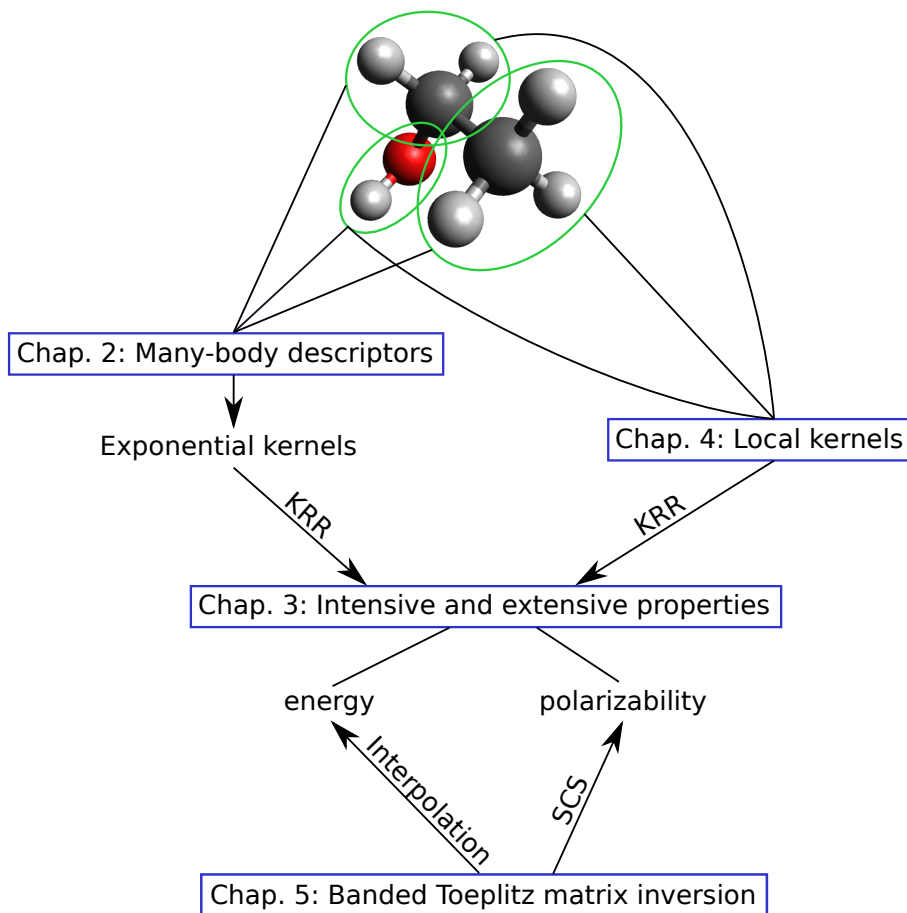 Chap. 2: Many-body descriptors
Exponential kernels
Chap. 4: Local kernels
KRR
KRR
Chap. 3: Intensive and extensive properties
energy
polarizability
Interpolation
SCS
Chap. 5: Banded Toeplitz matrix inversion